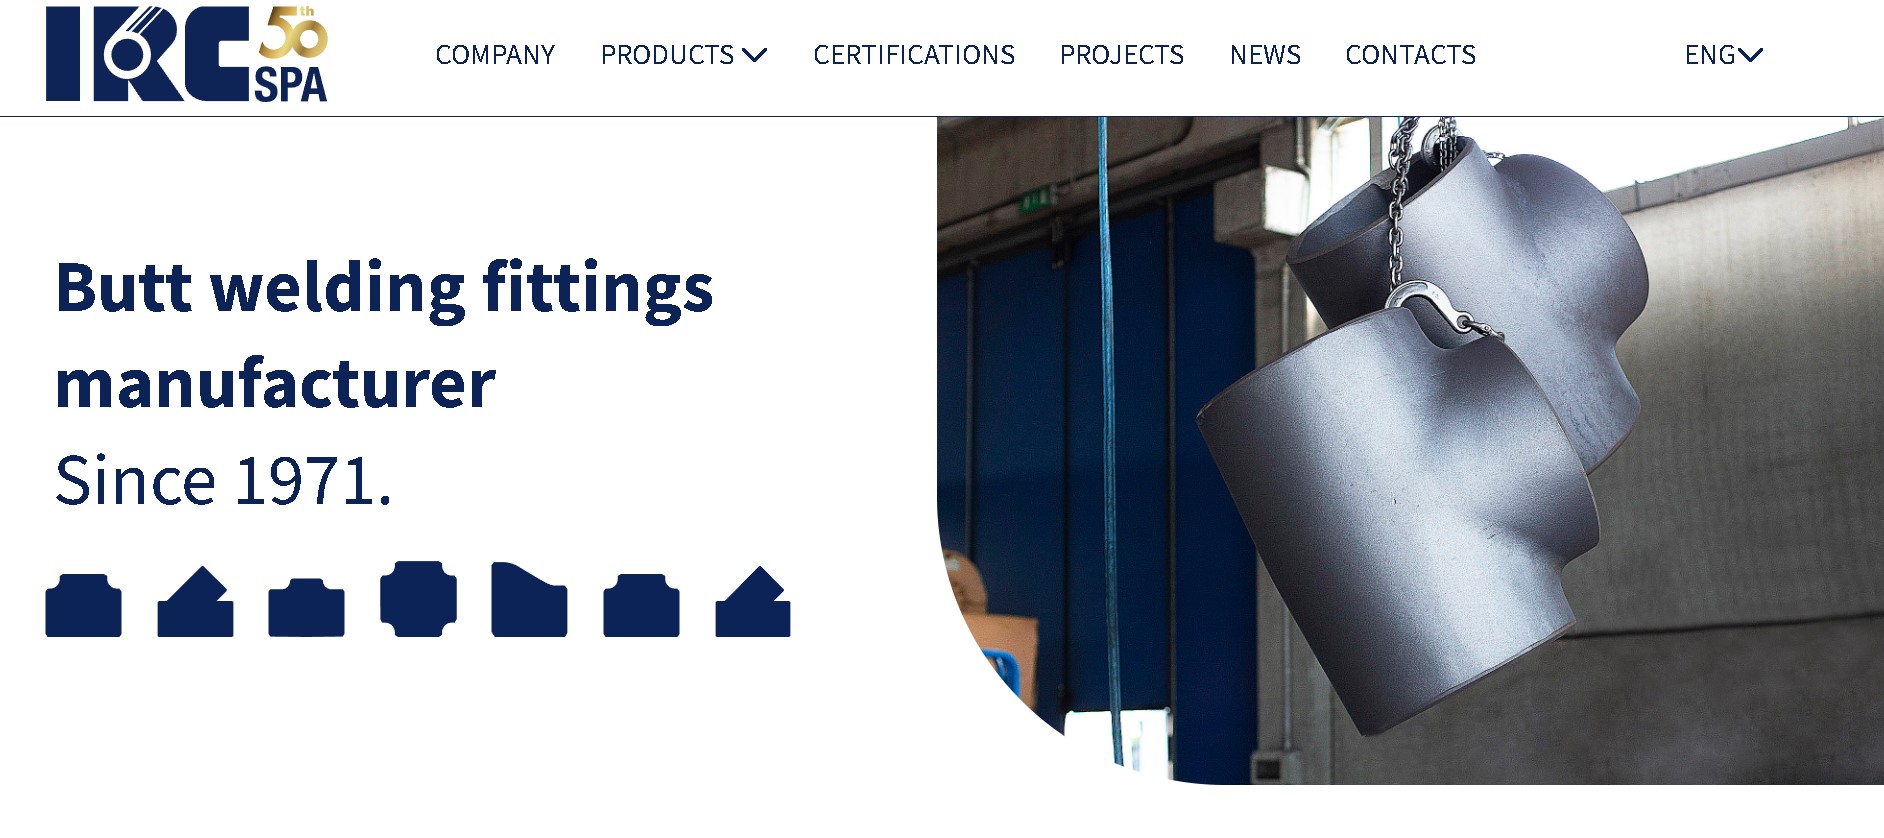 IRC
50th
SPA
COMPANY
PRODUCTS
CERTIFICATIONS
PROJECTS
NEWS
CONTACTS
ENG
Butt welding fittings
manufacturer
Since 1971.